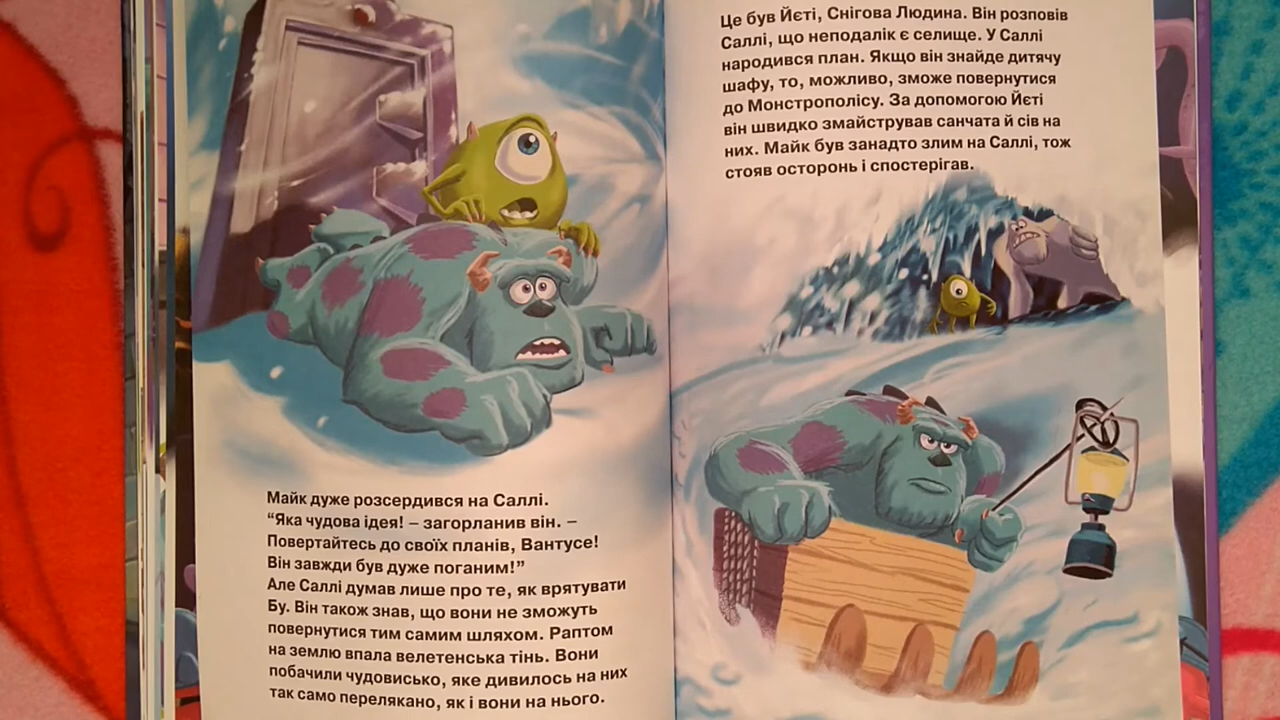 Майк дуже розсердився на Саллі.
“Яка чудова ідея! – загорланив він. –
Повертайтесь до своїх планів, Вантусе!
Він завжди був дуже поганим!”
Але Саллі думав лише про те, як врятувати
Бу. Він також знав, що вони не зможуть
повернутися тим самим шляхом. Раптом
на землю впала велетенська тінь. Вони
побачили чудовисько, яке дивилось на них
так само перелякано, як і вони на нього.
Це був Йєті, Снігова Людина. Він розповів
Саллі, що неподалік є селище. У Саллі
народився план. Якщо він знайде дитячу
шафу, то, можливо, зможе повернутися
до Монстрополісу. За допомогою Йєті
він швидко змайстрував санчата й сів на
них. Майк був занадто злим на Саллі, тож
стояв осторонь і спостерігав.